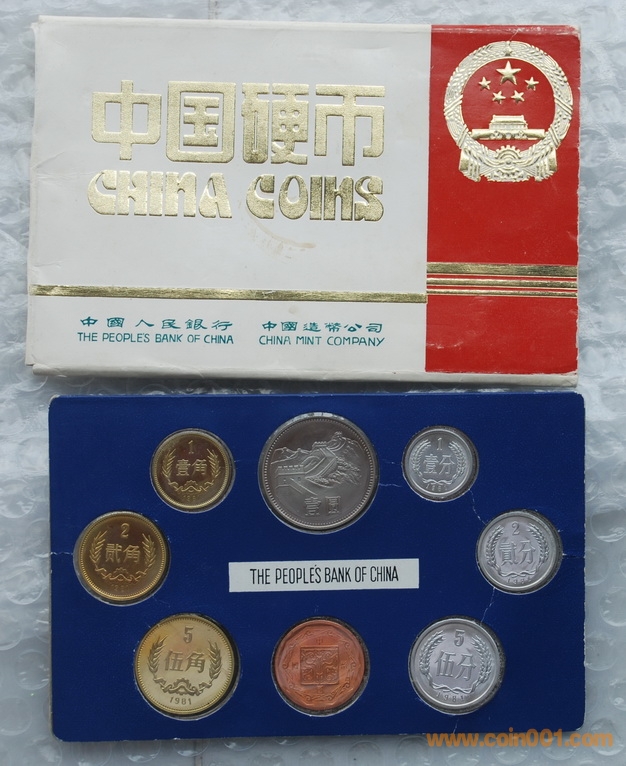 中国硬币
CHINA COINS
中國人民銀行 中國造幣公司
THE PEOPLE'S BANK OF CHINA CHINA MINT COMPANY
1
壹角
壹圓
1
壹分
2
貳角
2
貳分
THE PEOPLE'S BANK OF CHINA
5
伍角
1981
5
伍分
www.coin001.com